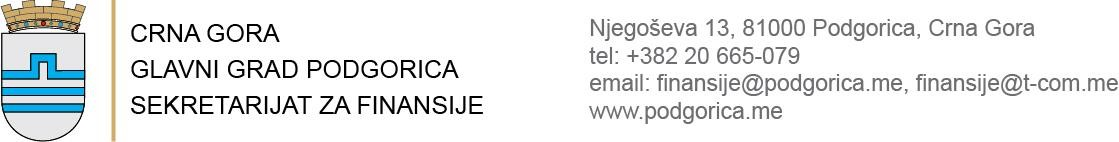 CRNA GORA
GLAVNI GRAD PODGORICA
SEKRETARIJAT ZA FINANSIJE
Njegoševa 13, 81000 Podgorica, Crna Gora
tel: +382 20 665-079
email: finansije@podgorica.me, finansije@t-com.me
www.podgorica.me